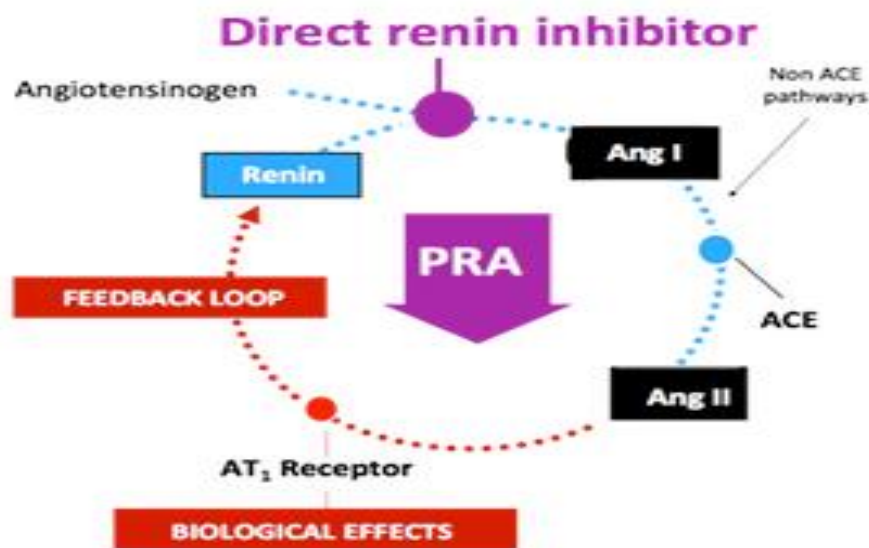 Direct renin inhibitor
Angiotensinogen
Non ACE
pathways
Ang I
Renin
PRA
FEEDBACK LOOP
ACE
Ang II
AT₁ Receptor
BIOLOGICAL EFFECTS